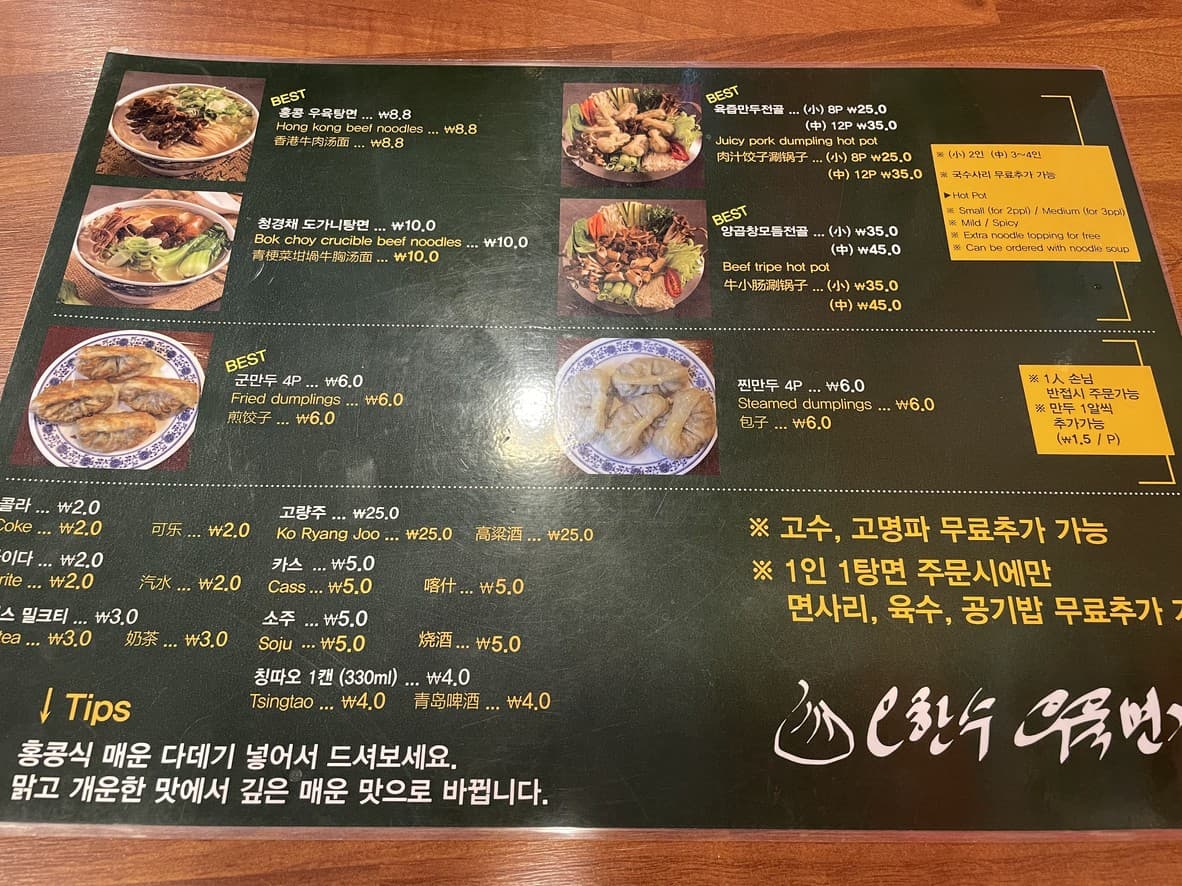 BEST
홍콩 우육탕면 ... ₩8.8
Hong kong beef noodles ... ₩8.8
香港牛肉汤面 ... ₩8.8
청경채 도가니탕면 ... ₩10.0
Bok choy crucible beef noodles ... ₩10.0
青梗菜坩埚牛胸汤面 ... ₩10.0
BEST
육즙만두전골 ... (小) 8P ₩25.0
(中) 12P ₩35.0
Juicy pork dumpling hot pot
肉汁饺子涮锅子 ... (小) 8P ₩25.0
(中) 12P ₩35.0
BEST
양곱창모듬전골 ... (小) ₩35.0
(中) ₩45.0
Beef tripe hot pot
牛小肠涮锅子 ... (小) ₩35.0
(中) ₩45.0
※ (小) 2인 (中) 3~4인
※ 국수사리 무료추가 가능
▶Hot Pot
※ Small (for 2ppl) / Medium (for 3ppl)
※ Mild / Spicy
※ Extra noodle topping for free
※ Can be ordered with noodle soup
BEST
군만두 4P ... ₩6.0
Fried dumplings ... ₩6.0
煎饺子 ... ₩6.0
찐만두 4P ... ₩6.0
Steamed dumplings ... ₩6.0
包子 ... ₩6.0
※ 1人 손님
반접시 주문가능
※ 만두 1알씩
추가가능
(₩1.5 / P)
콜라 ... ₩2.0
Coke ... ₩2.0 可乐 ... ₩2.0
이다 ... ₩2.0
rite ... ₩2.0 汽水 ... ₩2.0
스 밀크티 ... ₩3.0
tea ... ₩3.0 奶茶 ... ₩3.0
고량주 ... ₩25.0
Ko Ryang Joo ... ₩25.0 高粱酒 ... ₩25.0
카스 ... ₩5.0
Cass ... ₩5.0 喀什 ... ₩5.0
소주 ... ₩5.0
Soju ... ₩5.0 烧酒 ... ₩5.0
칭따오 1캔 (330ml) ... ₩4.0
Tsingtao ... ₩4.0 青岛啤酒 ... ₩4.0
※ 고수, 고명파 무료추가 가능
※ 1인 1탕면 주문시에만
면사리, 육수, 공기밥 무료추가
↓ Tips
홍콩식 매운 다데기 넣어서 드셔보세요.
맑고 개운한 맛에서 깊은 매운 맛으로 바뀝니다.
우육면